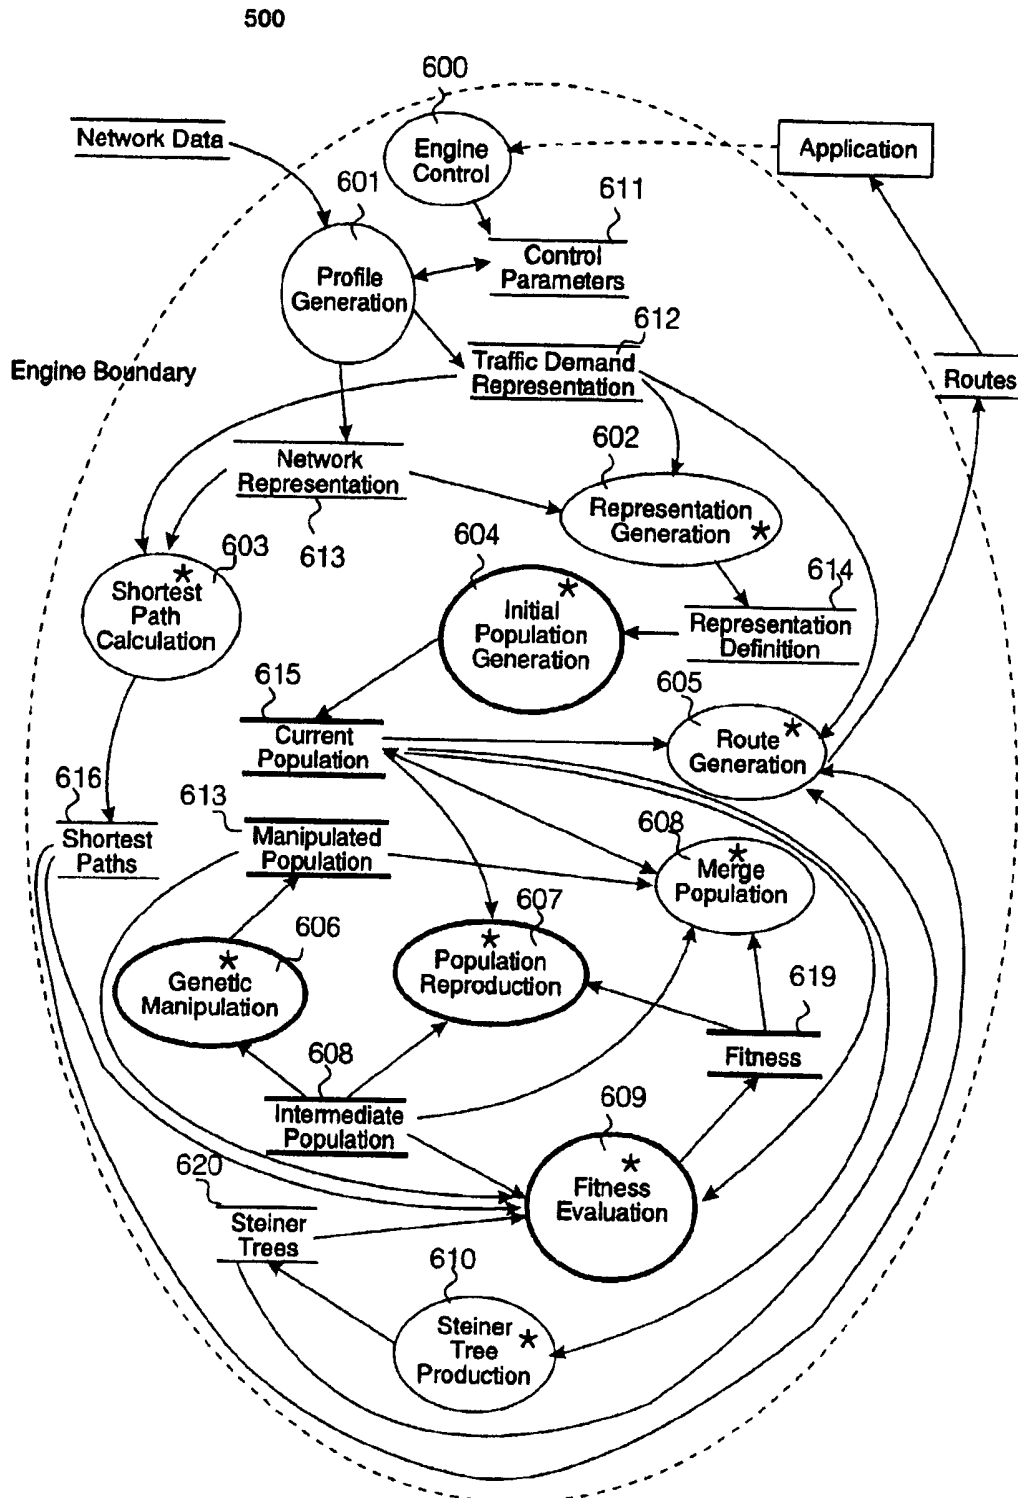 500
600
Network Data
Engine
Control
Application
601
611
Profile
Generation
Control
Parameters
612
Engine Boundary
Traffic Demand
Representation
Routes
602
Network
Representation
613
Representation
Generation *
604
603
* Shortest
Path
Calculation
* Initial
Population
Generation
614
Representation
Definition
615
605
Current
Population
* Route
Generation
616
613
Shortest
Paths
Manipulated
Population
608
* Merge
Population
606
607
* Genetic
Manipulation
* Population
Reproduction
619
Fitness
608
Intermediate
Population
609
* Fitness
Evaluation
620
Steiner
Trees
610
Steiner *
Tree
Production